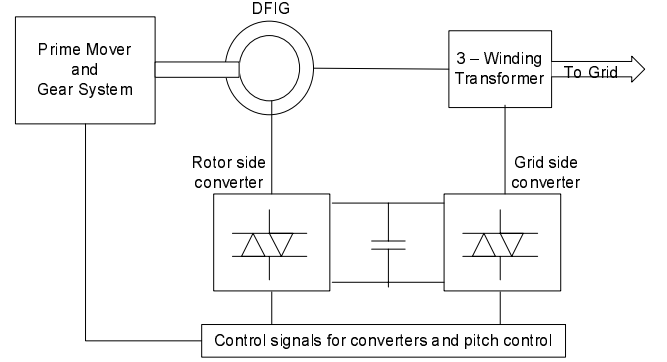 DFIG
Prime Mover
and
Gear System
3 – Winding
Transformer
To Grid
Rotor side
converter
Grid side
converter
Control signals for converters and pitch control